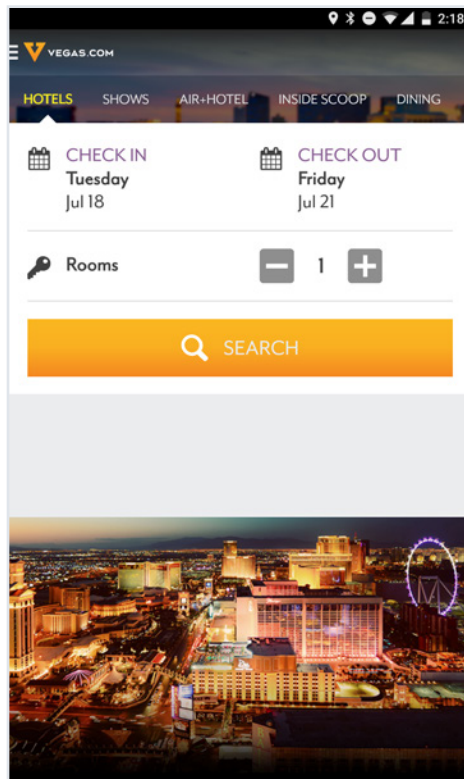 2:18
VEGAS.COM
HOTELS SHOWS AIR+HOTEL INSIDE SCOOP DINING
CHECK IN CHECK OUT
Tuesday Friday
Jul 18 Jul 21
Rooms 1
SEARCH